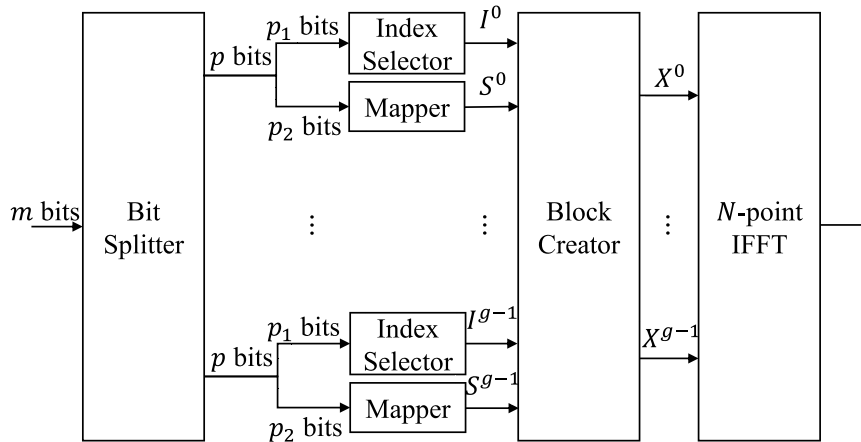 m bits
Bit
Splitter
p bits
p₁ bits
p₂ bits
Index
Selector
Mapper
I⁰
S⁰
⋮
⋮
p bits
p₁ bits
p₂ bits
Index
Selector
Mapper
I^{g−1}
S^{g−1}
Block
Creator
X⁰
⋮
X^{g−1}
N-point
IFFT